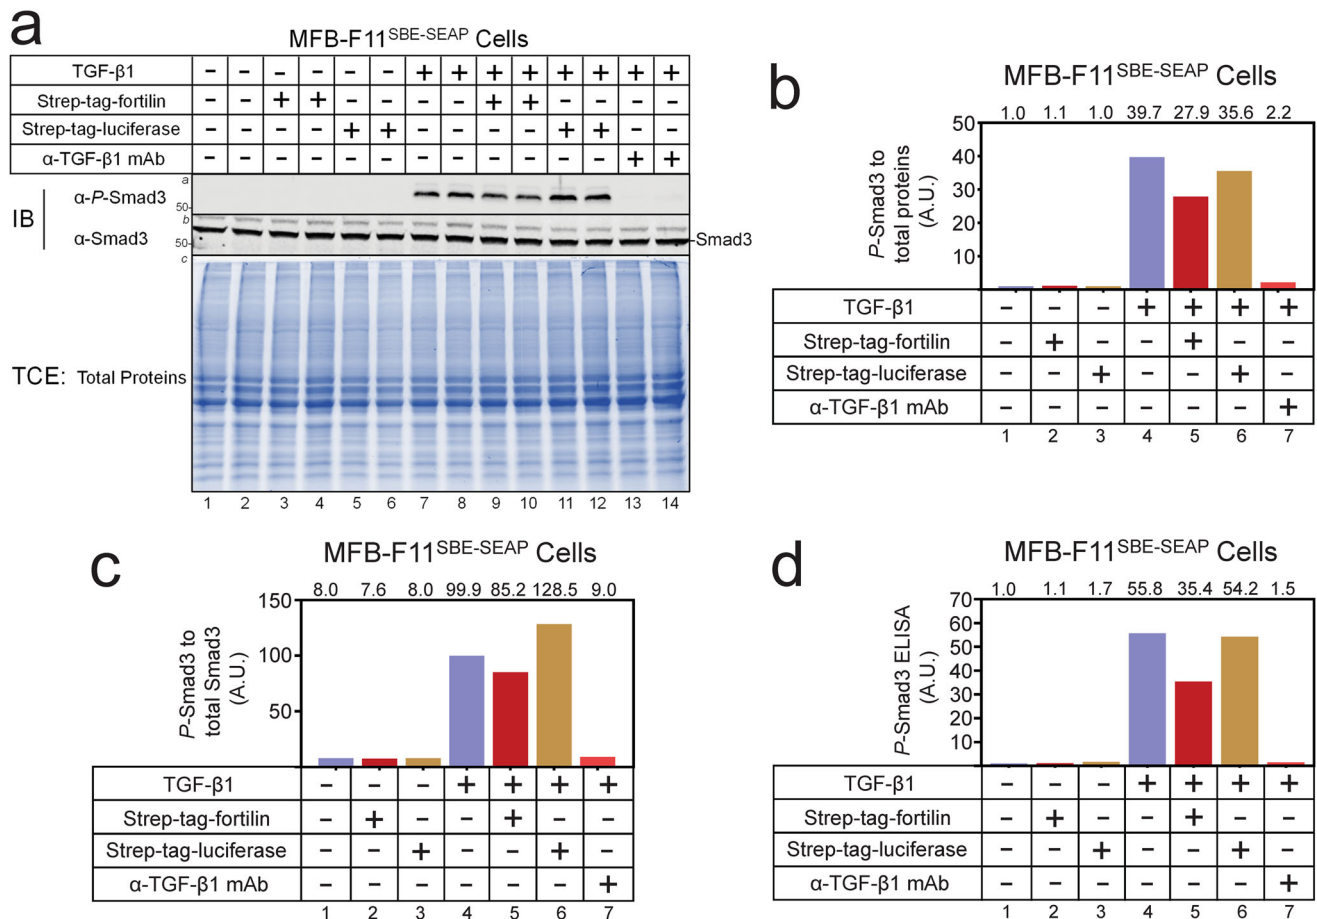 a
MFB-F11SBE-SEAP Cells
TGF-β1 − − − − − − + + + + + + + +
Strep-tag-fortilin − − + + − − − − + + − − − −
Strep-tag-luciferase − − − − + + − − − − + + − −
α-TGF-β1 mAb − − − − − − − − − − − − + +
IB
α-P-Smad3
a
50
α-Smad3
b
50
Smad3
c
TCE: Total Proteins
1 2 3 4 5 6 7 8 9 10 11 12 13 14
b
MFB-F11SBE-SEAP Cells
1.0 1.1 1.0 39.7 27.9 35.6 2.2
P-Smad3 to
total proteins
(A.U.)
50
40
30
20
10
TGF-β1 − − − + + + +
Strep-tag-fortilin − + − − + − −
Strep-tag-luciferase − − + − − + −
α-TGF-β1 mAb − − − − − − +
1 2 3 4 5 6 7
c
MFB-F11SBE-SEAP Cells
8.0 7.6 8.0 99.9 85.2 128.5 9.0
P-Smad3 to
total Smad3
(A.U.)
150
100
50
TGF-β1 − − − + + + +
Strep-tag-fortilin − + − − + − −
Strep-tag-luciferase − − + − − + −
α-TGF-β1 mAb − − − − − − +
1 2 3 4 5 6 7
d
MFB-F11SBE-SEAP Cells
1.0 1.1 1.7 55.8 35.4 54.2 1.5
P-Smad3 ELISA
(A.U.)
70
60
50
40
30
20
10
TGF-β1 − − − + + + +
Strep-tag-fortilin − + − − + − −
Strep-tag-luciferase − − + − − + −
α-TGF-β1 mAb − − − − − − +
1 2 3 4 5 6 7